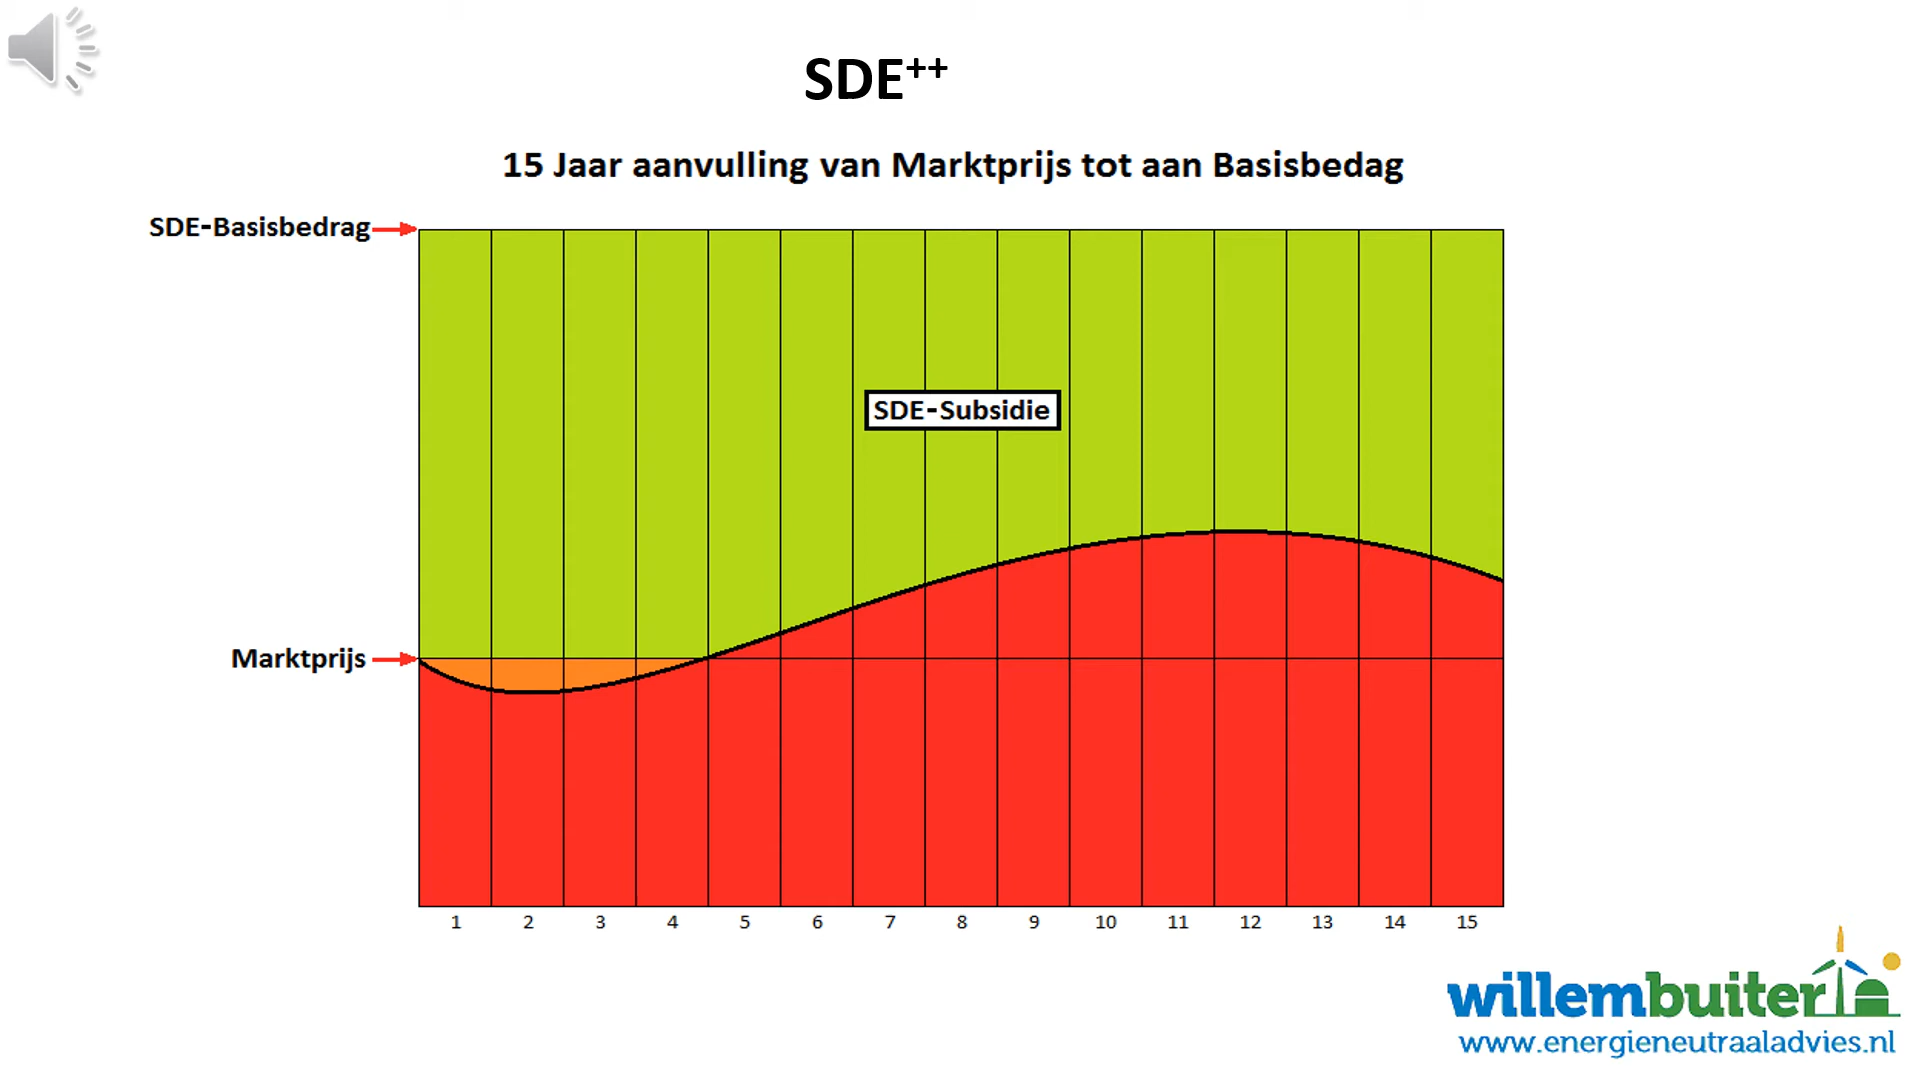 SDE++
15 Jaar aanvulling van Marktprijs tot aan Basisbedag
SDE-Basisbedrag
SDE-Subsidie
Marktprijs
1 2 3 4 5 6 7 8 9 10 11 12 13 14 15
willembuiter
www.energieneutraaladvies.nl